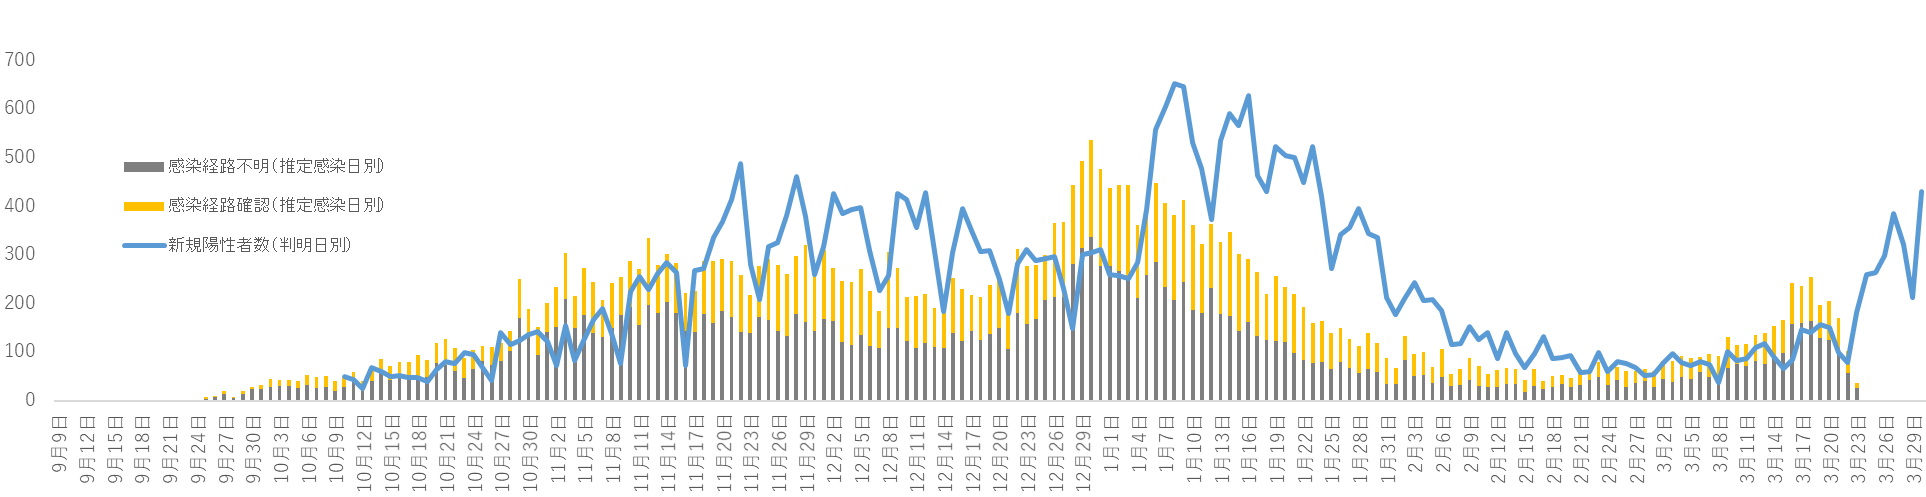 700
600
500
400
300
200
100
0
感染経路不明(推定感染日別)
感染経路確認(推定感染日別)
新規陽性者数(判明日別)
9月9日
9月12日
9月15日
9月18日
9月21日
9月24日
9月27日
9月30日
10月3日
10月6日
10月9日
10月12日
10月15日
10月18日
10月21日
10月24日
10月27日
10月30日
11月2日
11月5日
11月8日
11月11日
11月14日
11月17日
11月20日
11月23日
11月26日
11月29日
12月2日
12月5日
12月8日
12月11日
12月14日
12月17日
12月20日
12月23日
12月26日
12月29日
1月1日
1月4日
1月7日
1月10日
1月13日
1月16日
1月19日
1月22日
1月25日
1月28日
1月31日
2月3日
2月6日
2月9日
2月12日
2月15日
2月18日
2月21日
2月24日
2月27日
3月2日
3月5日
3月8日
3月11日
3月14日
3月17日
3月20日
3月23日
3月26日
3月29日